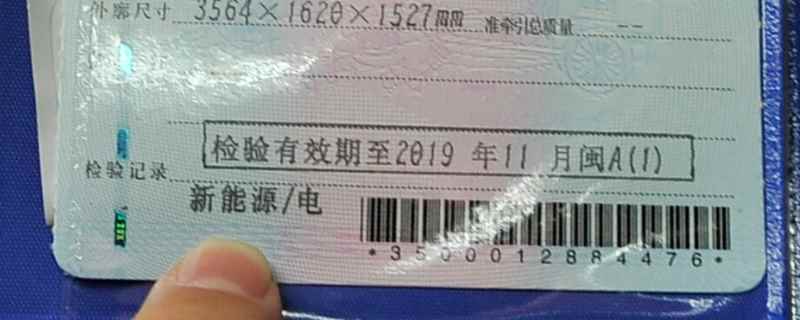 外廓尺寸 3564×1620×1527mm 准牵引总质量 --
检验有效期至2019年11月闽A(1)
检验记录
新能源/电
*3500012884476*